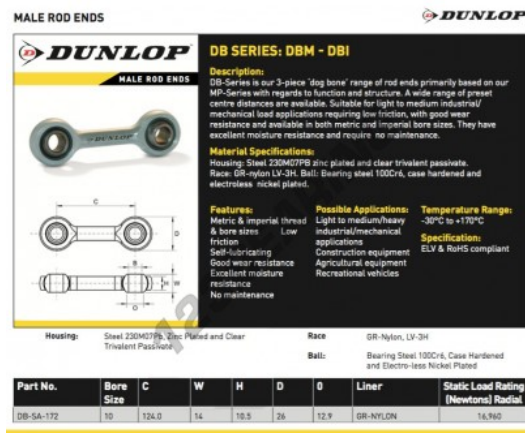 MALE ROD ENDS
DUNLOP
DUNLOP
MALE ROD ENDS
DB SERIES: DBM - DBI
Description:
DB-Series is our 3-piece 'dog bone' range of rod ends primarily based on our
MP-Series with regards to function and structure. A wide range of preset
centre distances are available. Suitable for light to medium industrial/
mechanical load applications requiring low friction, with good wear
resistance and available in both metric and imperial bore sizes. They have
excellent moisture resistance and require no maintenance.
Material Specifications:
Housing: Steel 230M07PB zinc plated and clear trivalent passivate.
Race: GR-nylon LV-3H. Ball: Bearing steel 100Cr6, case hardened and
electroless nickel plated.
Features:
Metric & imperial thread
& bore sizes Low
friction
Self-lubricating
Good wear resistance
Excellent moisture
resistance
No maintenance
Possible Applications:
Light to medium/heavy
industrial/mechanical
applications
Construction equipment
Agricultural equipment
Recreational vehicles
Temperature Range:
-30°C to +170°C
Specification:
ELV & RoHS compliant
C
D
B
H
W
O
Housing: Steel 230M07PB, Zinc Plated and Clear
Trivalent Passivate
Race GR-Nylon, LV-3H
Ball: Bearing Steel 100Cr6, Case Hardened
and Electro-less Nickel Plated
Part No. Bore Size C W H D 0 Liner Static Load Rating (Newtons) Radial
DB-SA-172 10 124.0 14 10.5 26 12.9 GR-NYLON 16,960